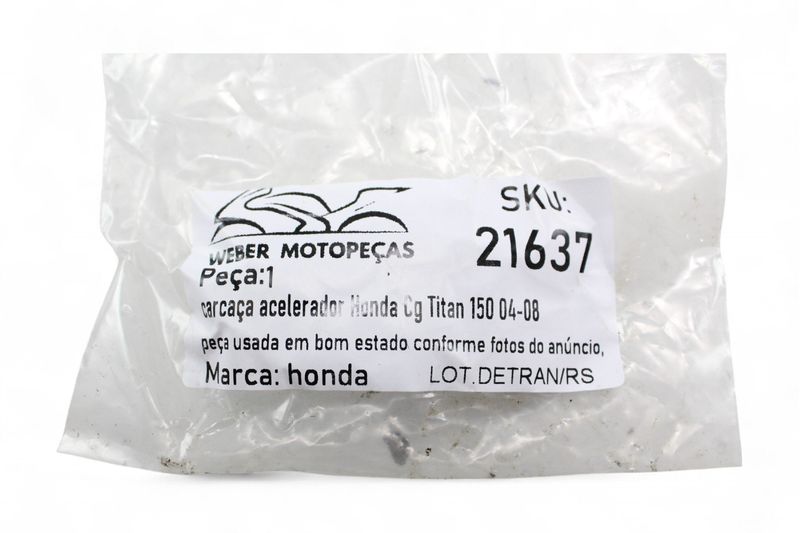 WEBER MOTOPEÇAS
SKU:
21637
Peça:1
carcaça acelerador Honda Cg Titan 150 04-08
peça usada em bom estado conforme fotos do anúncio,
Marca: honda
LOT.DETRAN/RS